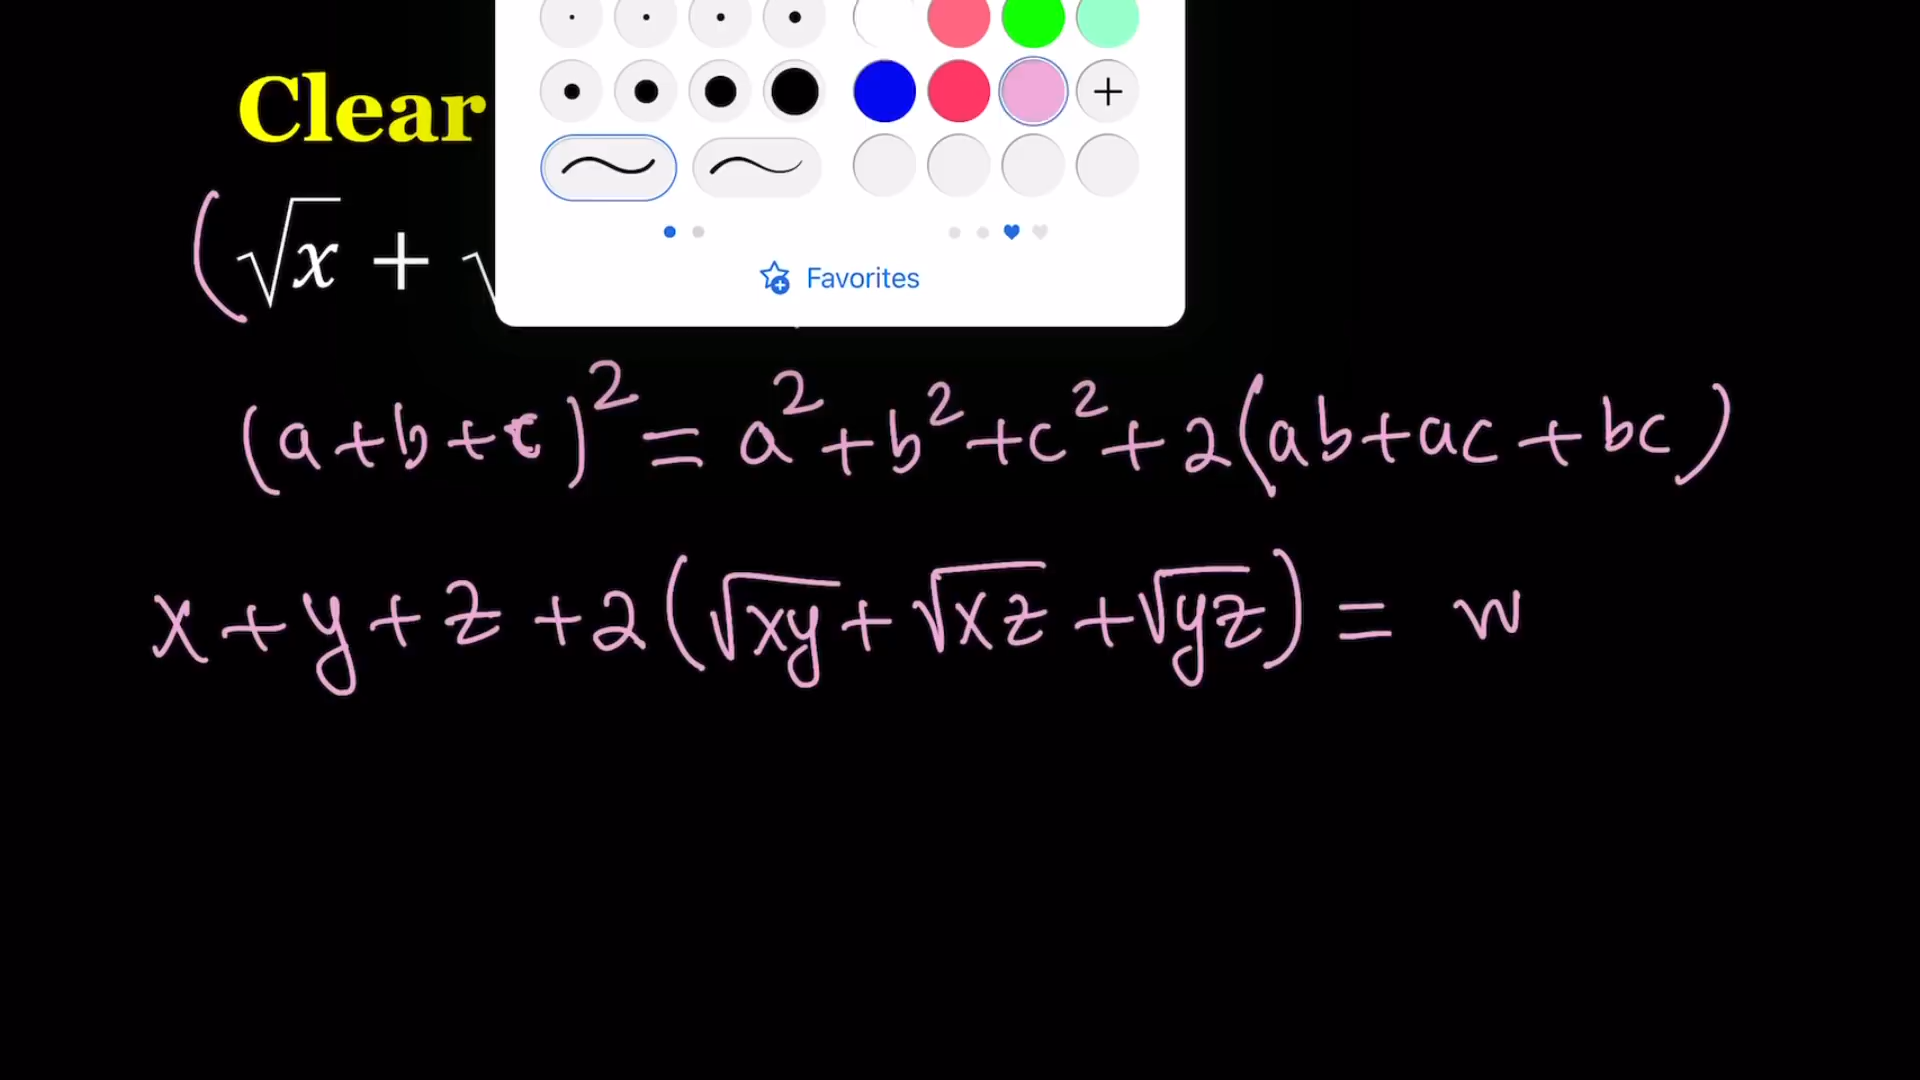 Clear
(√x + √
Favorites
(a+b+c)² = a²+b²+c²+2(ab+ac+bc)
x+y+z+2(√xy+√xz+√yz) = w